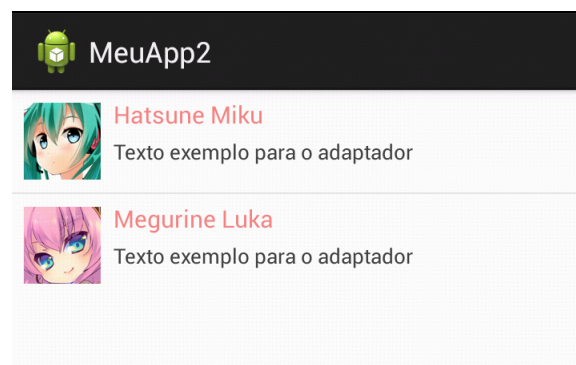 MeuApp2
Hatsune Miku
Texto exemplo para o adaptador
Megurine Luka
Texto exemplo para o adaptador